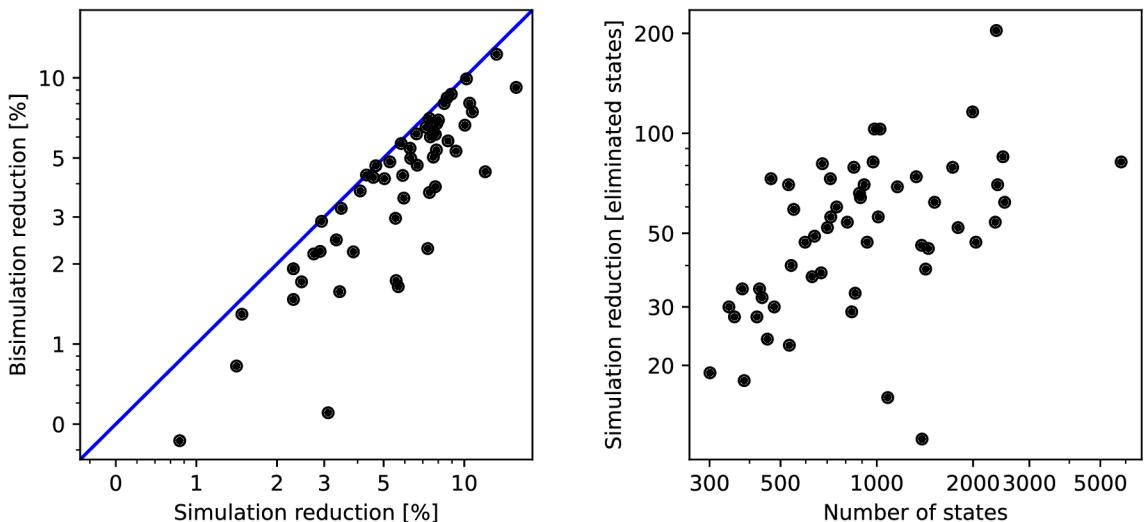 Bisimulation reduction [%]
10
5
3
2
1
0
0 1 2 3 5 10
Simulation reduction [%]
Simulation reduction [eliminated states]
200
100
50
30
20
300 500 1000 2000 3000 5000
Number of states